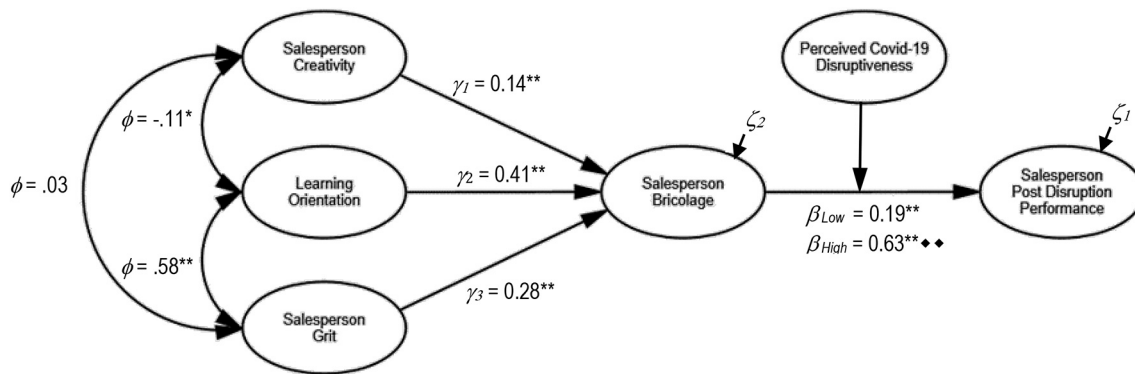 Salesperson
Creativity
Perceived Covid-19
Disruptiveness
γ1 = 0.14**
ϕ = -.11*
ζ2
ζ1
ϕ = .03
Learning
Orientation
γ2 = 0.41**
Salesperson
Bricolage
Salesperson
Post Disruption
Performance
βLow = 0.19**
βHigh = 0.63**⬥⬥
ϕ = .58**
γ3 = 0.28**
Salesperson
Grit